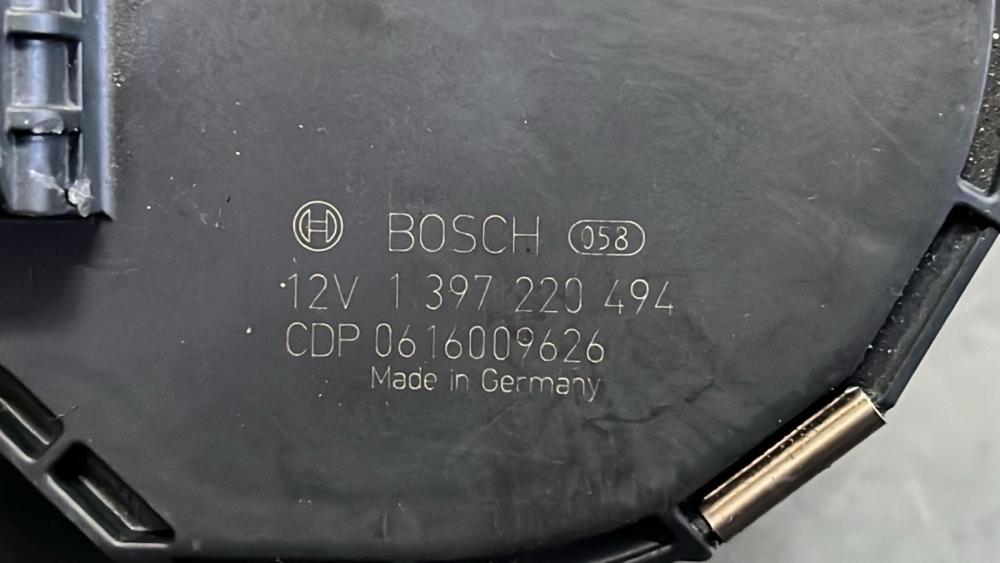 BOSCH 058
12V 1 397 220 494
CDP 0616009626
Made in Germany